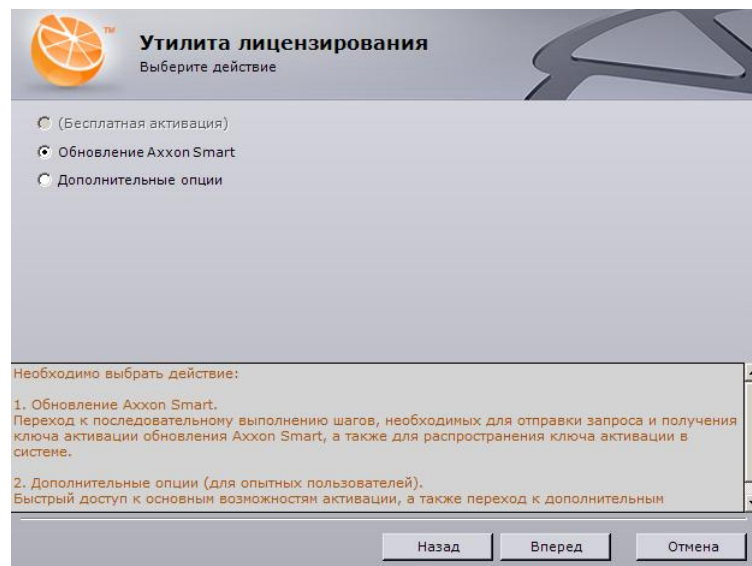 TM
Утилита лицензирования
Выберите действие
(Бесплатная активация)
Обновление Axxon Smart
Дополнительные опции
Необходимо выбрать действие:
1. Обновление Axxon Smart.
Переход к последовательному выполнению шагов, необходимых для отправки запроса и получения
ключа активации обновления Axxon Smart, а также для распространения ключа активации в
системе.
2. Дополнительные опции (для опытных пользователей).
Быстрый доступ к основным возможностям активации, а также переход к дополнительным
Назад
Вперед
Отмена